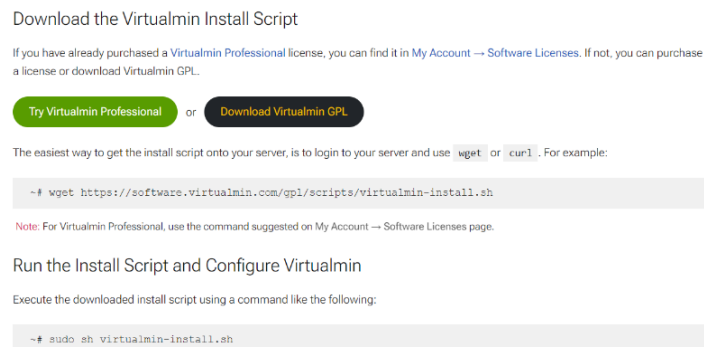 Download the Virtualmin Install Script
If you have already purchased a Virtualmin Professional license, you can find it in My Account → Software Licenses. If not, you can purchase
a license or download Virtualmin GPL.
Try Virtualmin Professional or Download Virtualmin GPL
The easiest way to get the install script onto your server, is to login to your server and use wget or curl. For example:
~# wget https://software.virtualmin.com/gpl/scripts/virtualmin-install.sh
Note: For Virtualmin Professional, use the command suggested on My Account → Software Licenses page.
Run the Install Script and Configure Virtualmin
Execute the downloaded install script using a command like the following:
~# sudo sh virtualmin-install.sh